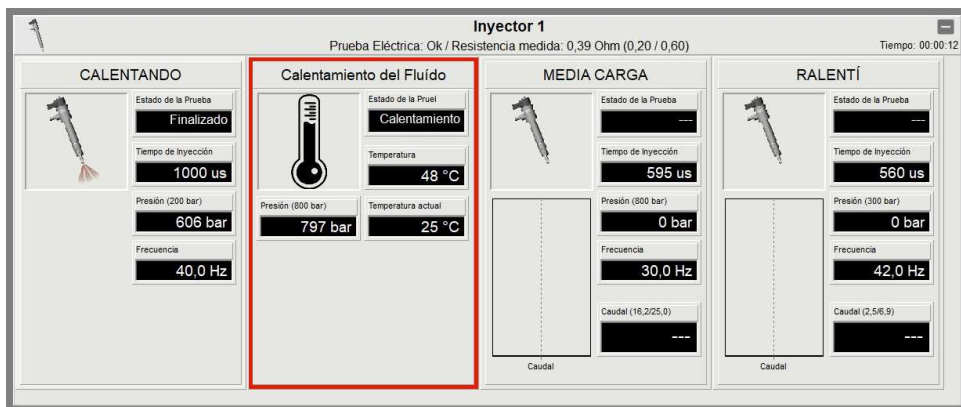 Inyector 1
Prueba Eléctrica: Ok / Resistencia medida: 0,39 Ohm (0,20 / 0,60)
Tiempo: 00:00:12
CALENTANDO
Estado de la Prueba
Finalizado
Tiempo de Inyección
1000 us
Presión (200 bar)
606 bar
Frecuencia
40,0 Hz
Calentamiento del Fluído
Estado de la Pruel
Calentamiento
Temperatura
48 °C
Presión (800 bar)
797 bar
Temperatura actual
25 °C
MEDIA CARGA
Estado de la Prueba
---
Tiempo de Inyección
595 us
Presión (800 bar)
0 bar
Frecuencia
30,0 Hz
Caudal (16,2/25,0)
---
Caudal
RALENTÍ
Estado de la Prueba
---
Tiempo de Inyección
560 us
Presión (300 bar)
0 bar
Frecuencia
42,0 Hz
Caudal (2,5/6,9)
---
Caudal